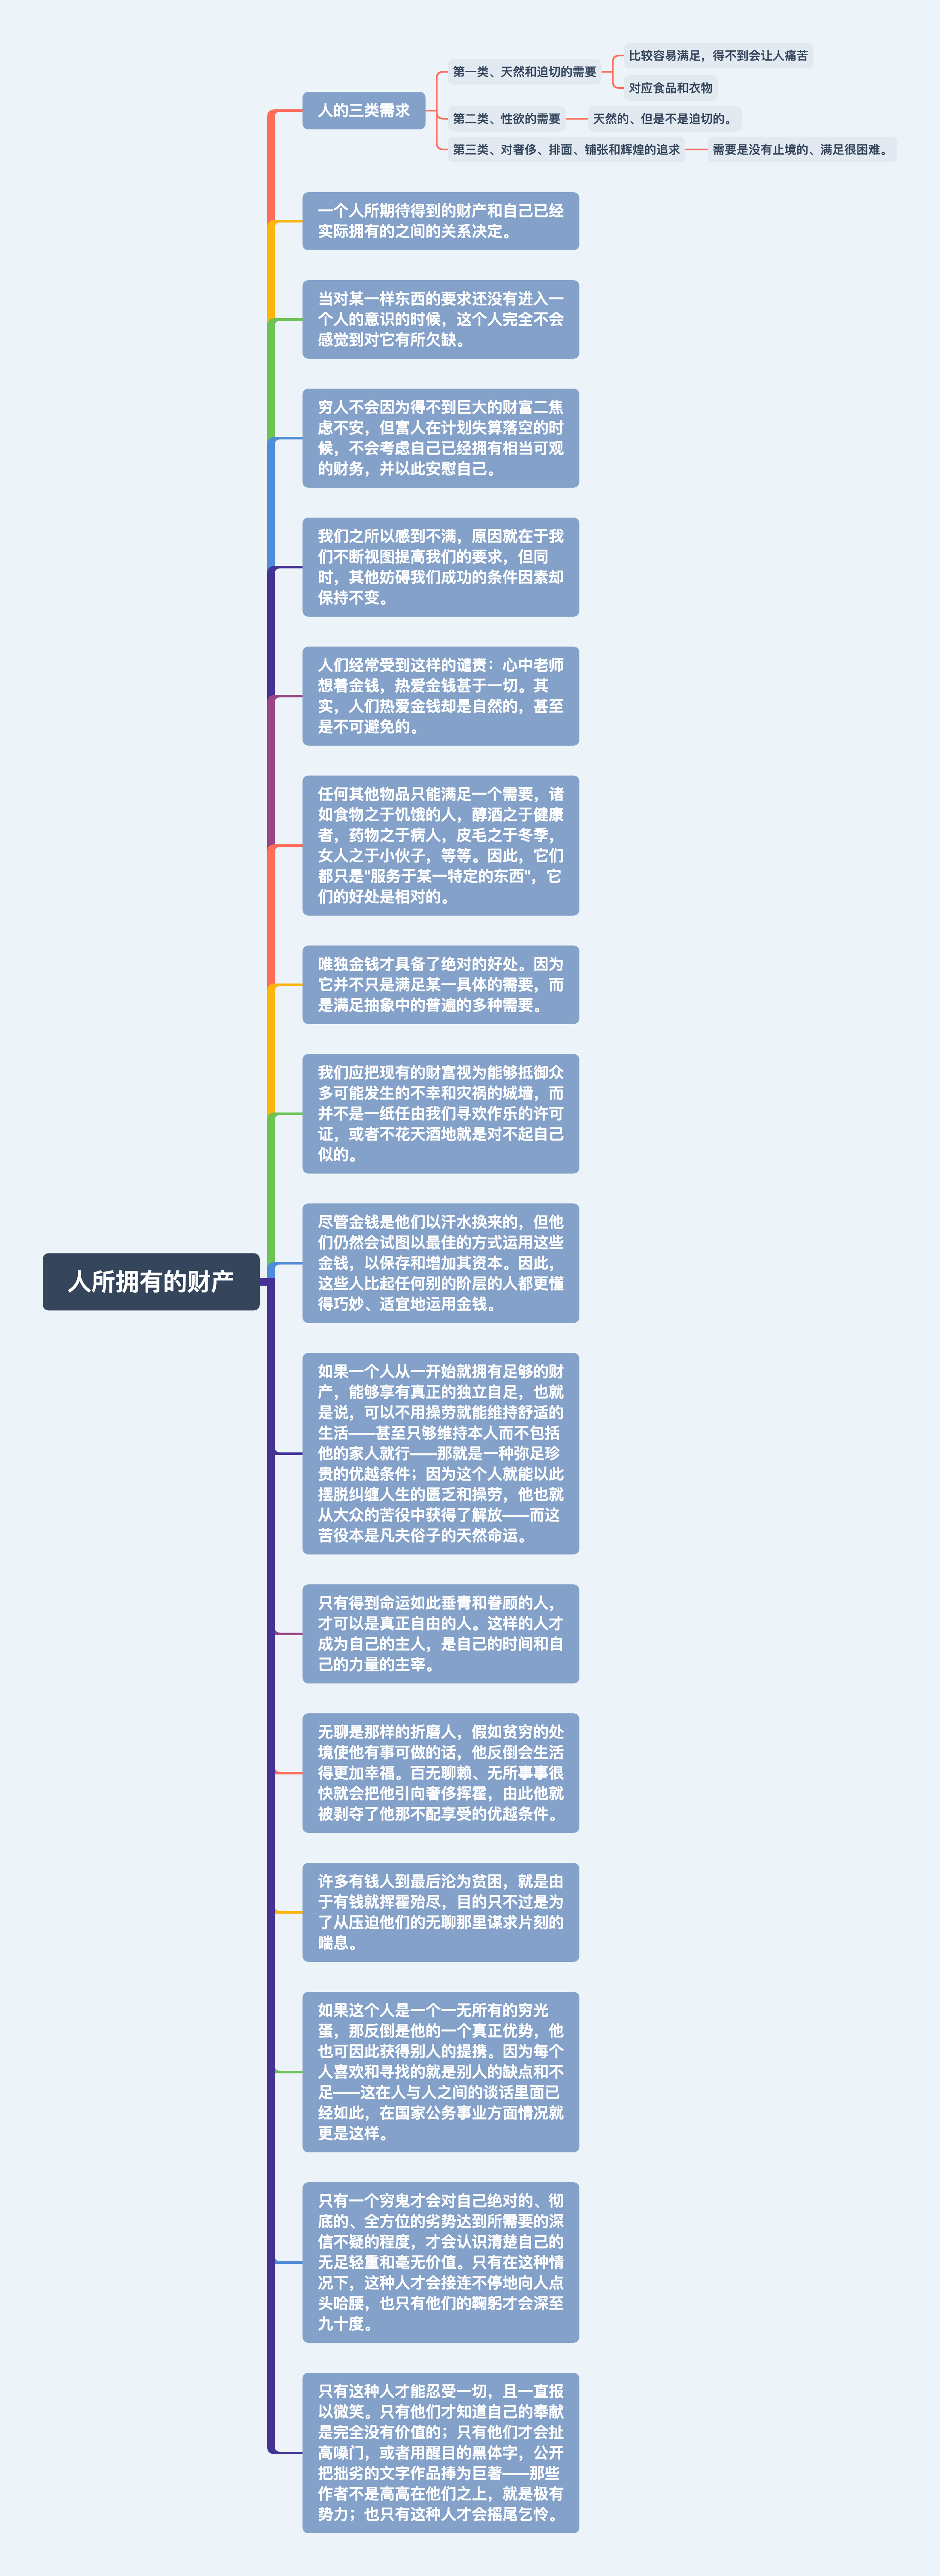 比较容易满足，得不到会让人痛苦
第一类、天然和迫切的需要
对应食品和衣物
人的三类需求
第二类、性欲的需要
天然的、但是不是迫切的。
第三类、对奢侈、排面、铺张和辉煌的追求
需要是没有止境的、满足很困难。
一个人所期待得到的财产和自己已经
实际拥有的之间的关系决定。
当对某一样东西的要求还没有进入一
个人的意识的时候，这个人完全不会
感觉到对它有所欠缺。
穷人不会因为得不到巨大的财富二焦
虑不安，但富人在计划失算落空的时
候，不会考虑自己已经拥有相当可观
的财务，并以此安慰自己。
我们之所以感到不满，原因就在于我
们不断视图提高我们的要求，但同
时，其他妨碍我们成功的条件因素却
保持不变。
人们经常受到这样的谴责：心中老师
想着金钱，热爱金钱甚于一切。其
实，人们热爱金钱却是自然的，甚至
是不可避免的。
任何其他物品只能满足一个需要，诸
如食物之于饥饿的人，醇酒之于健康
者，药物之于病人，皮毛之于冬季，
女人之于小伙子，等等。因此，它们
都只是"服务于某一特定的东西"，它
们的好处是相对的。
唯独金钱才具备了绝对的好处。因为
它并不只是满足某一具体的需要，而
是满足抽象中的普遍的多种需要。
我们应把现有的财富视为能够抵御众
多可能发生的不幸和灾祸的城墙，而
并不是一纸任由我们寻欢作乐的许可
证，或者不花天酒地就是对不起自己
似的。
尽管金钱是他们以汗水换来的，但他
们仍然会试图以最佳的方式运用这些
金钱，以保存和增加其资本。因此，
这些人比起任何别的阶层的人都更懂
得巧妙、适宜地运用金钱。
人所拥有的财产
如果一个人从一开始就拥有足够的财
产，能够享有真正的独立自足，也就
是说，可以不用操劳就能维持舒适的
生活——甚至只够维持本人而不包括
他的家人就行——那就是一种弥足珍
贵的优越条件；因为这个人就能以此
摆脱纠缠人生的匮乏和操劳，他也就
从大众的苦役中获得了解放——而这
苦役本是凡夫俗子的天然命运。
只有得到命运如此垂青和眷顾的人，
才可以是真正自由的人。这样的人才
成为自己的主人，是自己的时间和自
己的力量的主宰。
无聊是那样的折磨人，假如贫穷的处
境使他有事可做的话，他反倒会生活
得更加幸福。百无聊赖、无所事事很
快就会把他引向奢侈挥霍，由此他就
被剥夺了他那不配享受的优越条件。
许多有钱人到最后沦为贫困，就是由
于有钱就挥霍殆尽，目的只不过是为
了从压迫他们的无聊那里谋求片刻的
喘息。
如果这个人是一个一无所有的穷光
蛋，那反倒是他的一个真正优势，他
也可因此获得别人的提携。因为每个
人喜欢和寻找的就是别人的缺点和不
足——这在人与人之间的谈话里面已
经如此，在国家公务事业方面情况就
更是这样。
只有一个穷鬼才会对自己绝对的、彻
底的、全方位的劣势达到所需要的深
信不疑的程度，才会认识清楚自己的
无足轻重和毫无价值。只有在这种情
况下，这种人才会接连不停地向人点
头哈腰，也只有他们的鞠躬才会深至
九十度。
只有这种人才能忍受一切，且一直报
以微笑。只有他们才知道自己的奉献
是完全没有价值的；只有他们才会扯
高嗓门，或者用醒目的黑体字，公开
把拙劣的文字作品捧为巨著——那些
作者不是高高在他们之上，就是极有
势力；也只有这种人才会摇尾乞怜。